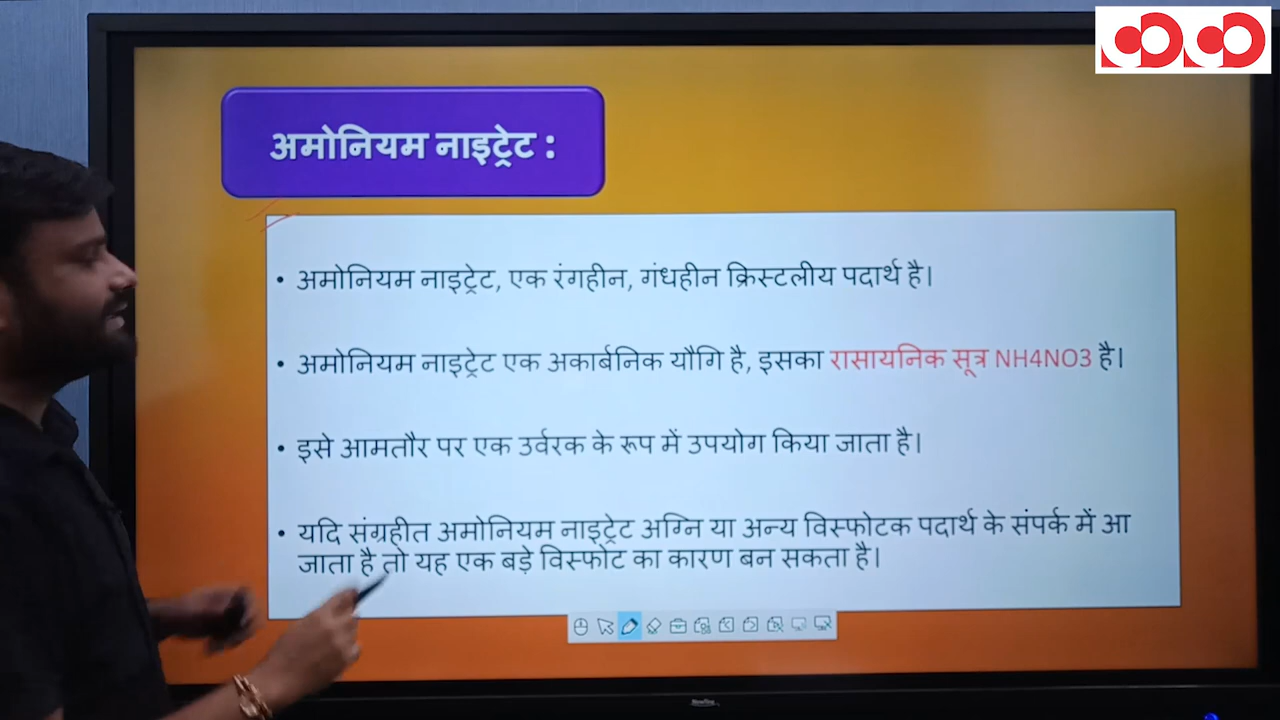 अमोनियम नाइट्रेट :
• अमोनियम नाइट्रेट, एक रंगहीन, गंधहीन क्रिस्टलीय पदार्थ है।
• अमोनियम नाइट्रेट एक अकार्बनिक यौगि है, इसका रासायनिक सूत्र NH4NO3 है।
• इसे आमतौर पर एक उर्वरक के रूप में उपयोग किया जाता है।
• यदि संग्रहीत अमोनियम नाइट्रेट अग्नि या अन्य विस्फोटक पदार्थ के संपर्क में आ
जाता है तो यह एक बड़े विस्फोट का कारण बन सकता है।